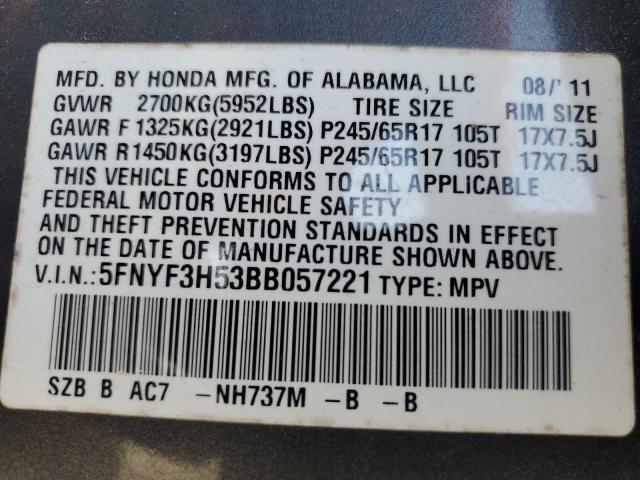 MFD. BY HONDA MFG. OF ALABAMA, LLC 08/'11
GVWR 2700KG(5952LBS) TIRE SIZE RIM SIZE
GAWR F 1325KG(2921LBS) P245/65R17 105T 17X7.5J
GAWR R 1450KG(3197LBS) P245/65R17 105T 17X7.5J
THIS VEHICLE CONFORMS TO ALL APPLICABLE
FEDERAL MOTOR VEHICLE SAFETY
AND THEFT PREVENTION STANDARDS IN EFFECT
ON THE DATE OF MANUFACTURE SHOWN ABOVE.
V.I.N.:5FNYF3H53BB057221 TYPE: MPV
SZB B AC7 -NH737M -B -B